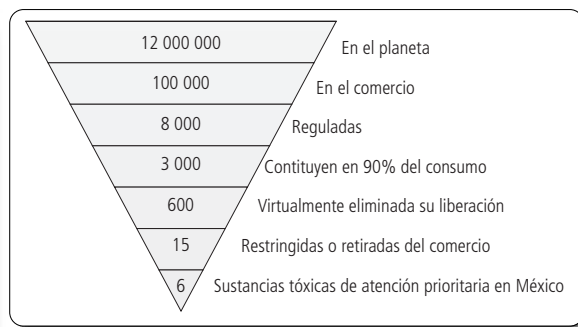 12 000 000 En el planeta
100 000 En el comercio
8 000 Reguladas
3 000 Contituyen en 90% del consumo
600 Virtualmente eliminada su liberación
15 Restringidas o retiradas del comercio
6 Sustancias tóxicas de atención prioritaria en México